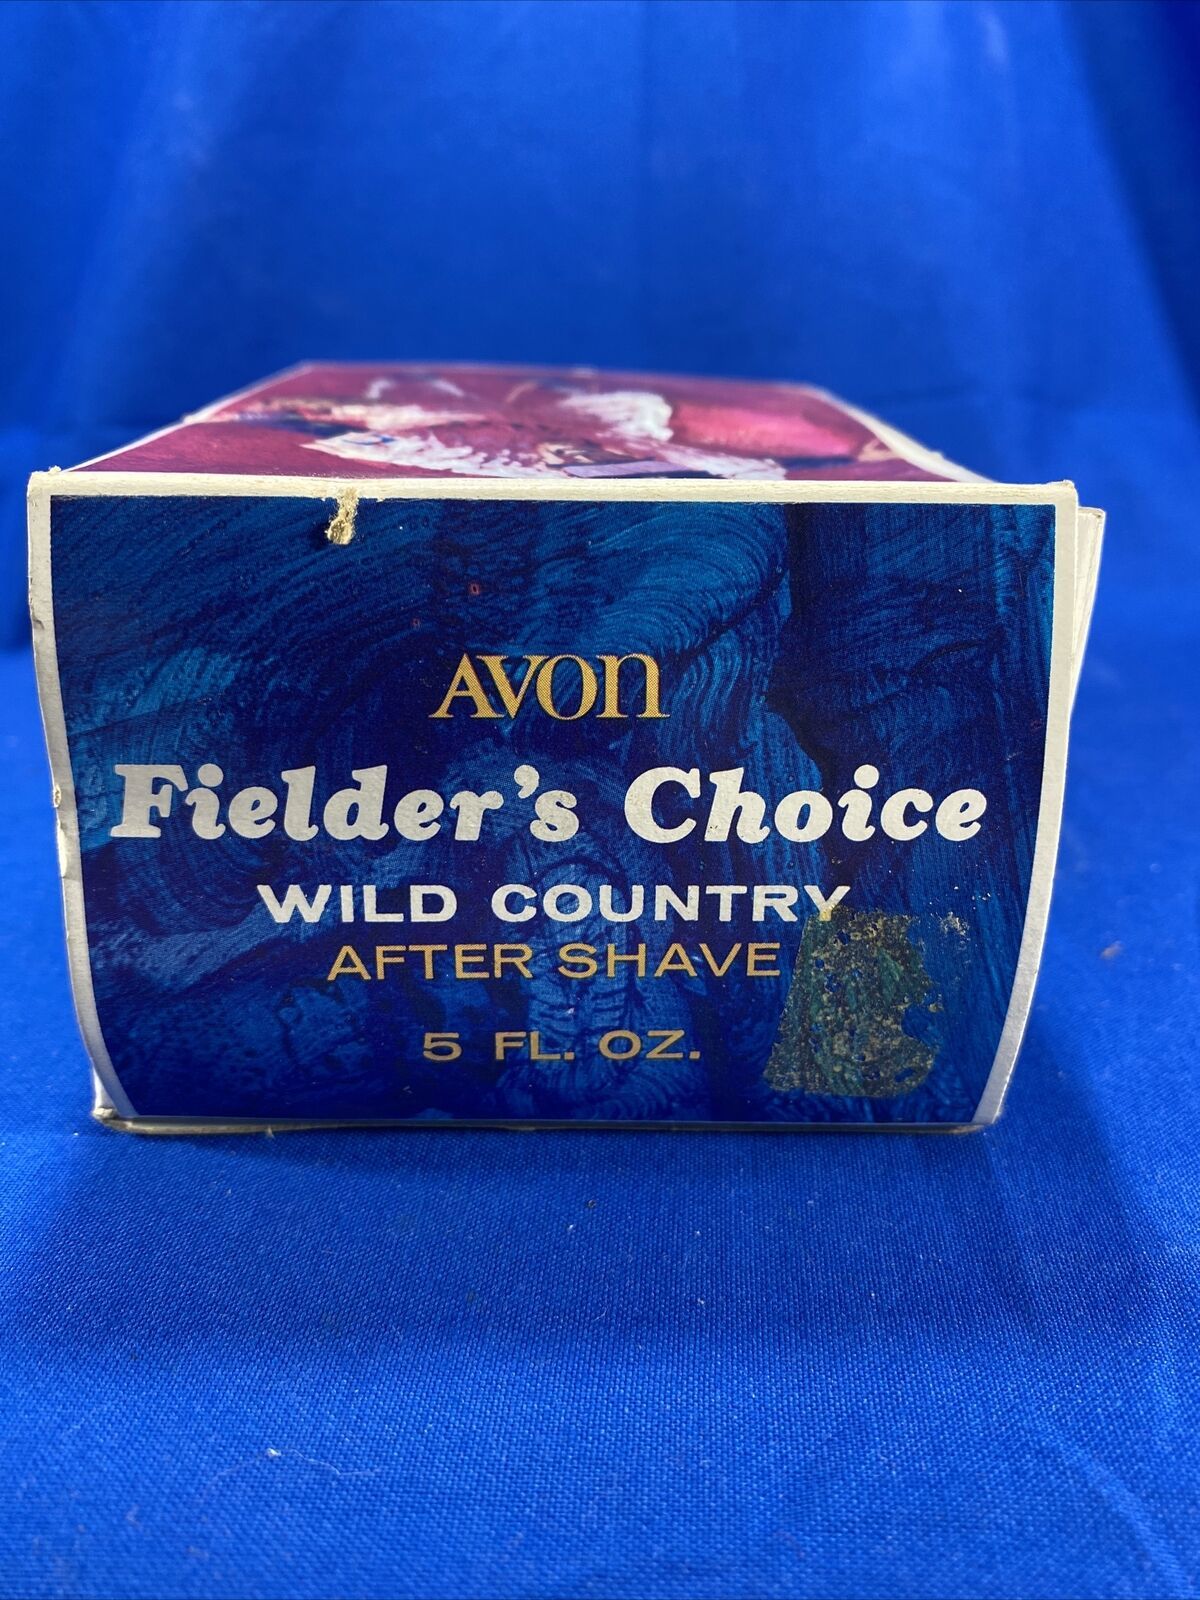 AVON
Fielder's Choice
WILD COUNTRY
AFTER SHAVE
5 FL. OZ.